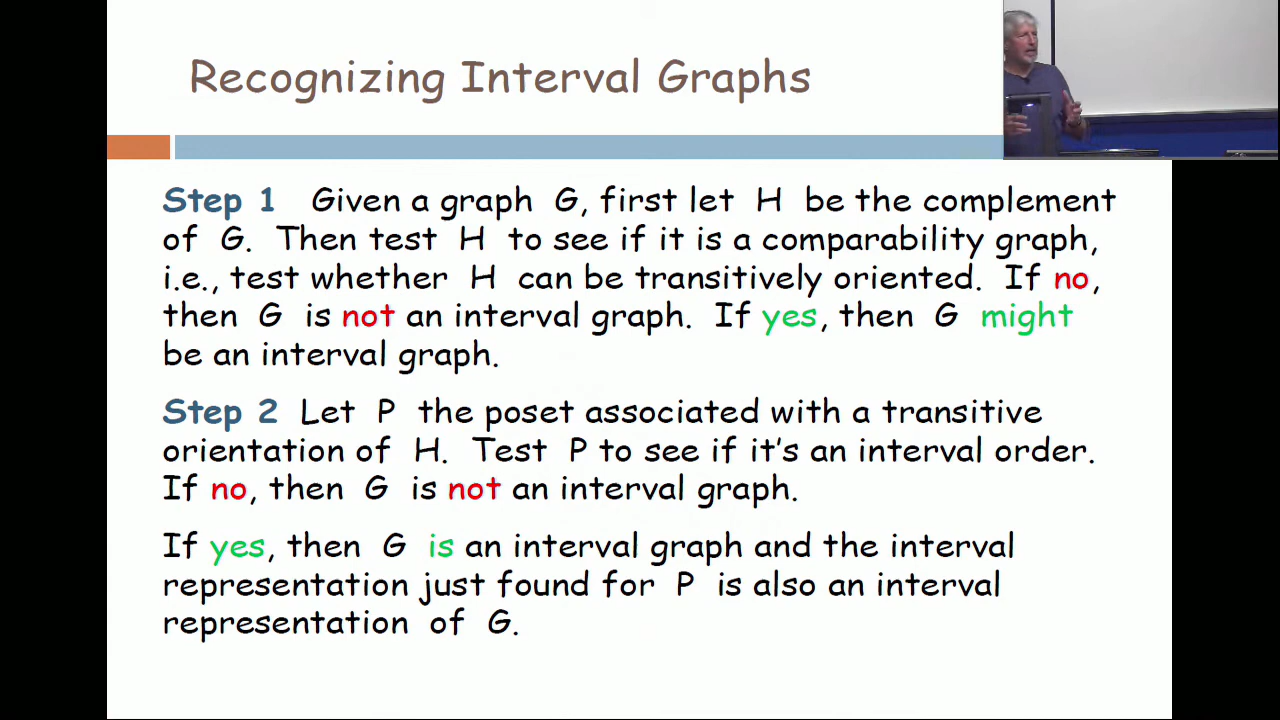 Recognizing Interval Graphs
Step 1 Given a graph G, first let H be the complement
of G. Then test H to see if it is a comparability graph,
i.e., test whether H can be transitively oriented. If no,
then G is not an interval graph. If yes, then G might
be an interval graph.
Step 2 Let P the poset associated with a transitive
orientation of H. Test P to see if it's an interval order.
If no, then G is not an interval graph.
If yes, then G is an interval graph and the interval
representation just found for P is also an interval
representation of G.